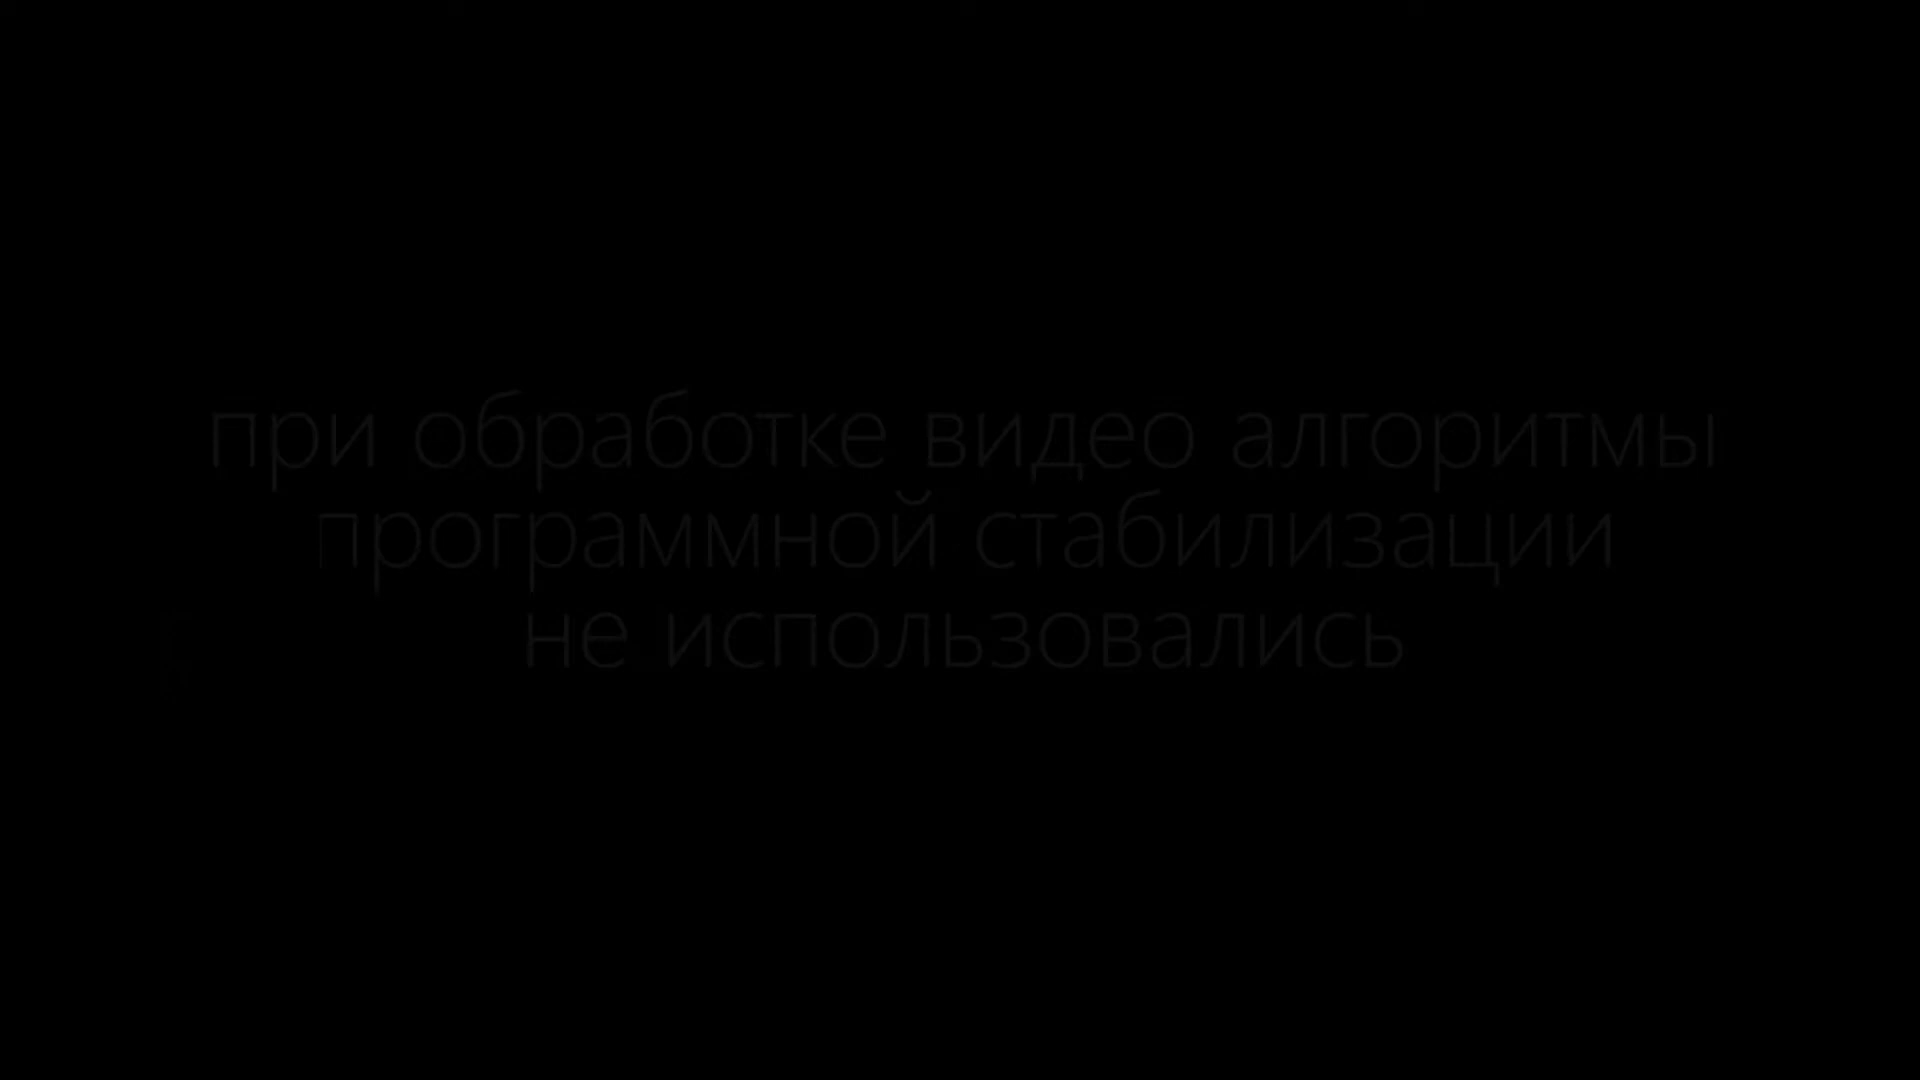 при обработке видео алгоритмы
программной стабилизации
не использовались